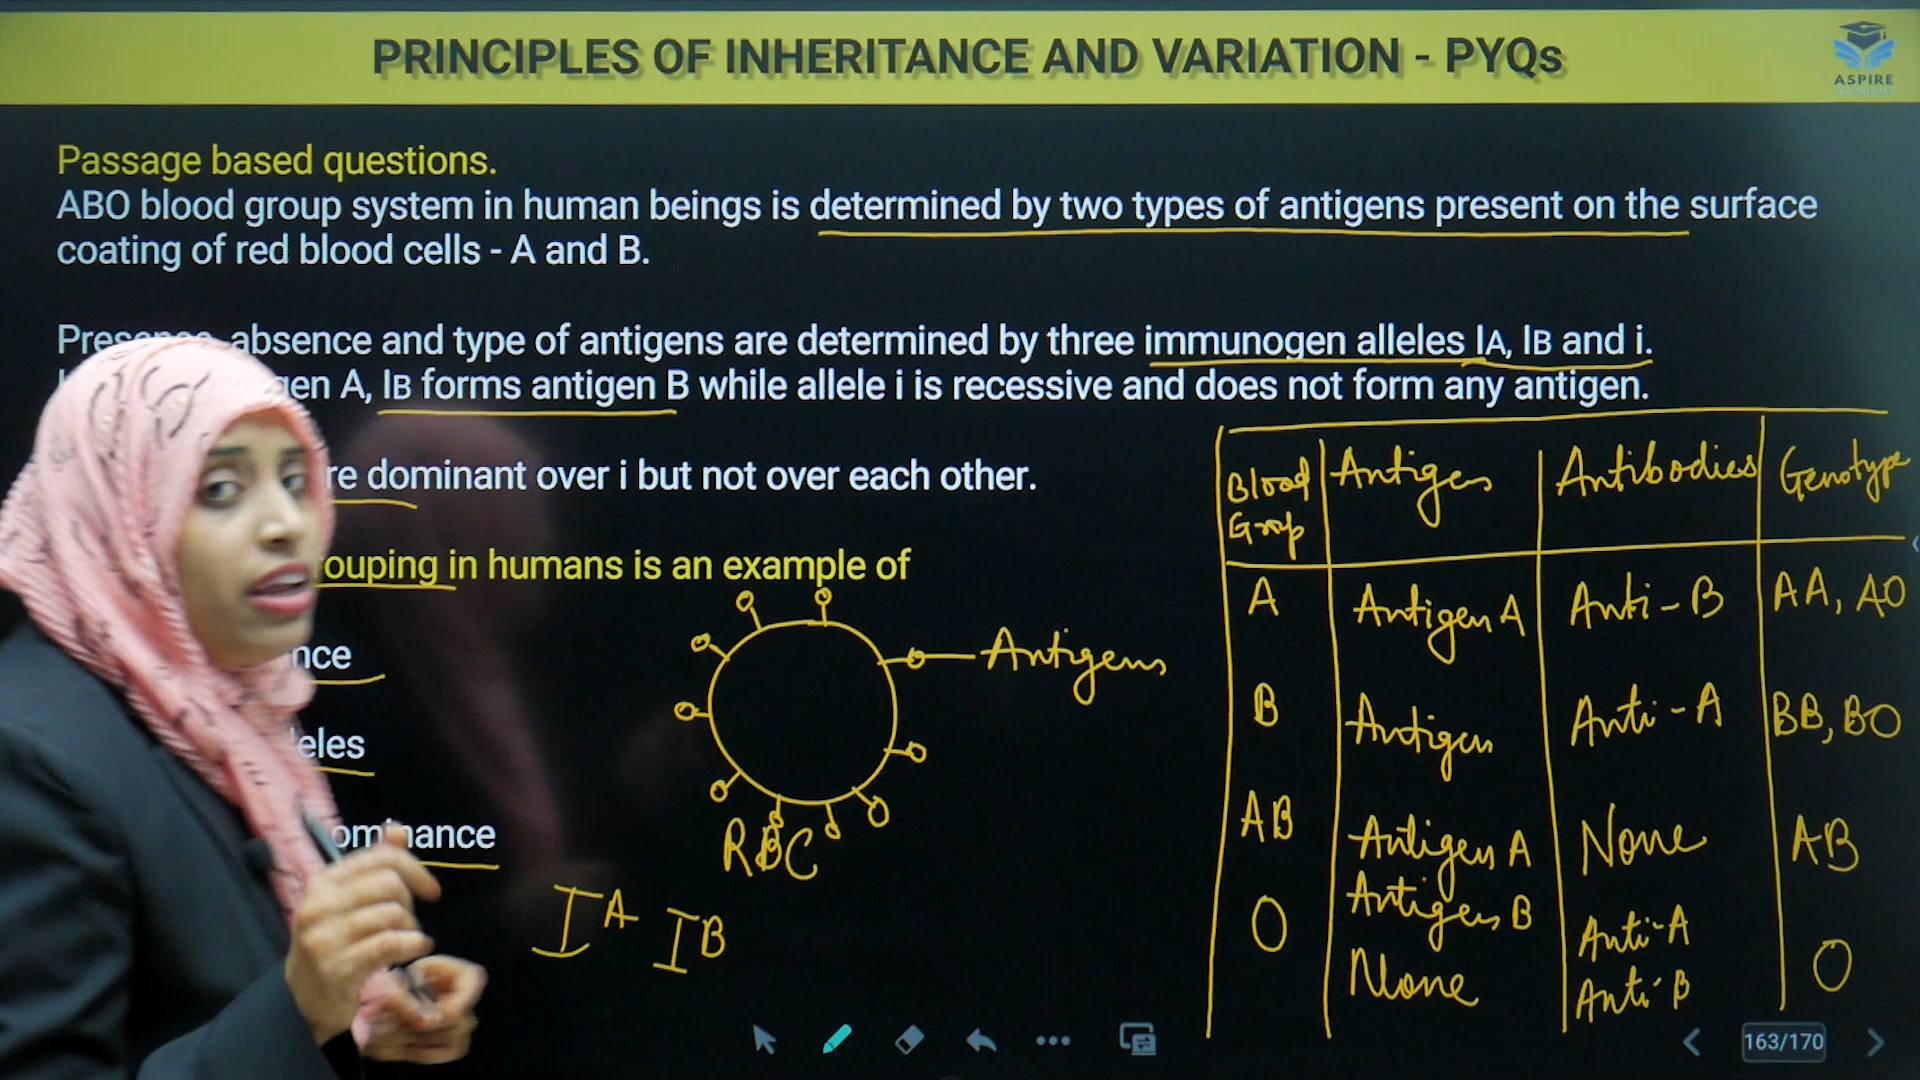 PRINCIPLES OF INHERITANCE AND VARIATION - PYQs
ASPIRE
Passage based questions.
ABO blood group system in human beings is determined by two types of antigens present on the surface
coating of red blood cells - A and B.
absence and type of antigens are determined by three immunogen alleles IA, IB and i.
gen A, IB forms antigen B while allele i is recessive and does not form any antigen.
re dominant over i but not over each other.
ouping in humans is an example of
nce
eles
ominance
Antigens
RBC
I^A I^B
Blood Group | Antigen | Antibodies | Genotype
A | Antigen A | Anti-B | AA, AO
B | Antigen | Anti-A | BB, BO
AB | Antigen A Antigen B | None | AB
O | None | Anti-A Anti-B | O
163/170